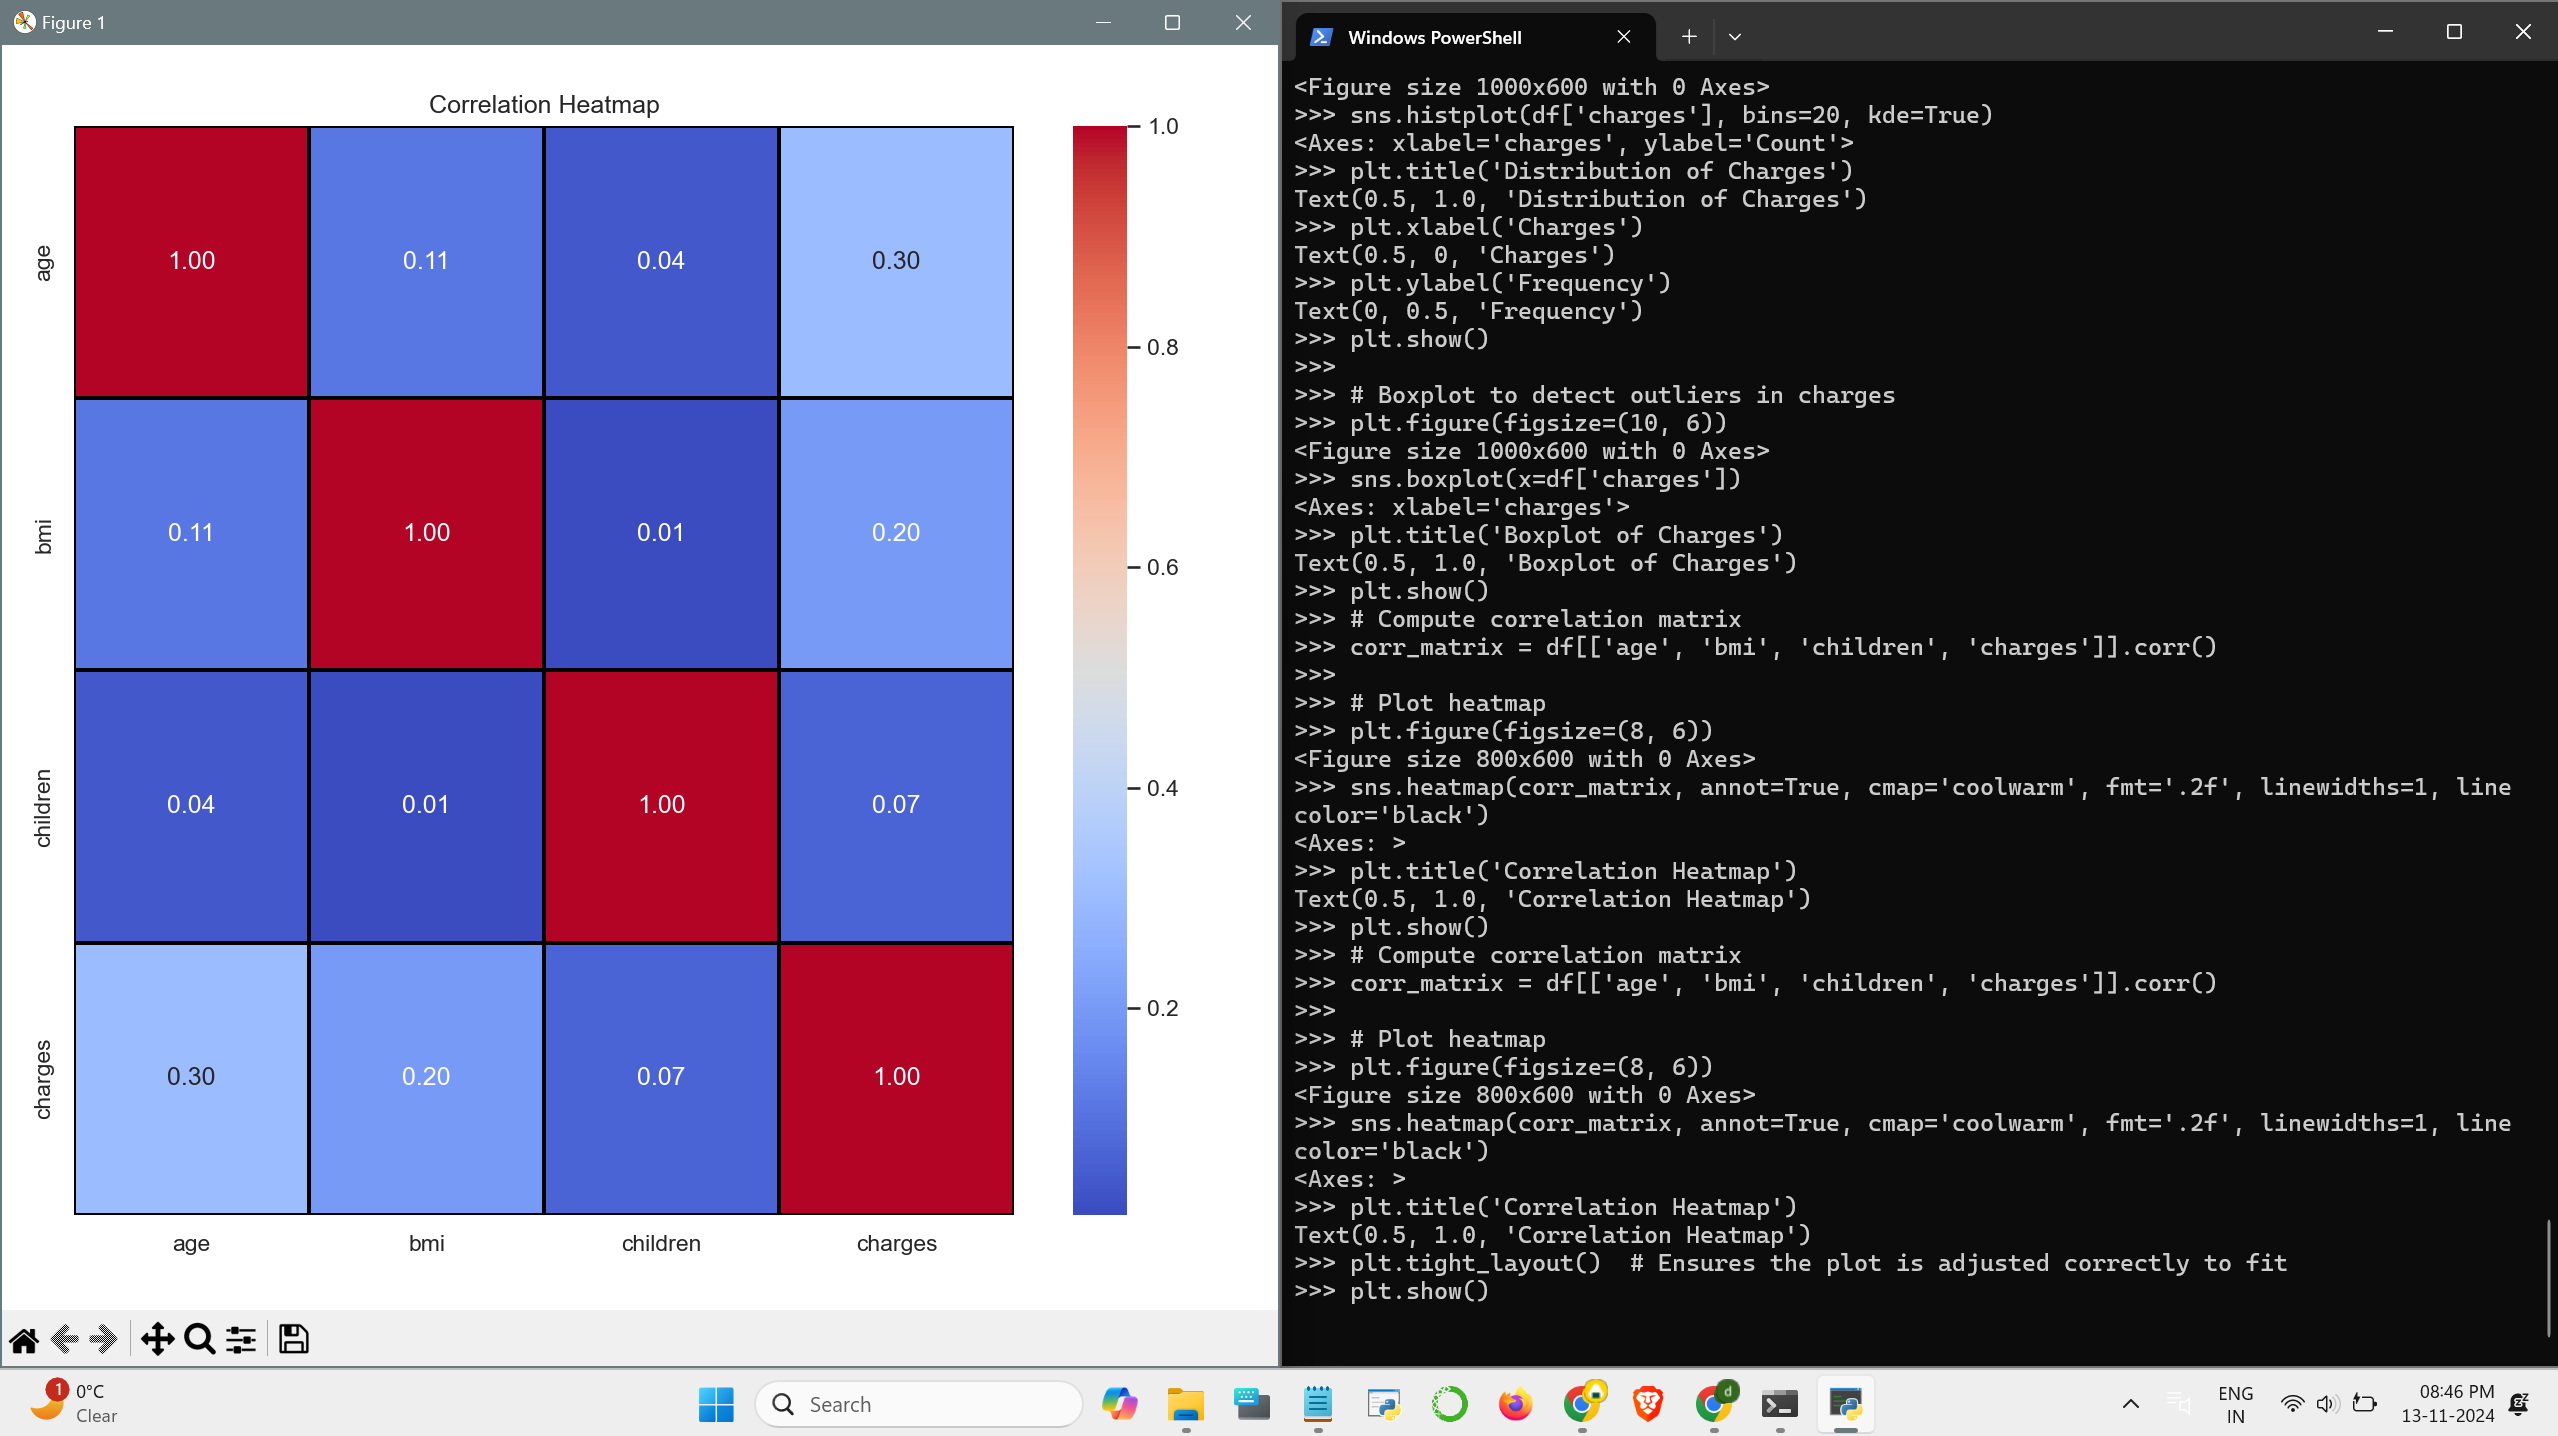 Figure 1
Correlation Heatmap
age
1.00
0.11
0.04
0.30
bmi
0.11
1.00
0.01
0.20
children
0.04
0.01
1.00
0.07
charges
0.30
0.20
0.07
1.00
age
bmi
children
charges
1.0
0.8
0.6
0.4
0.2
Windows PowerShell
<Figure size 1000x600 with 0 Axes>
>>> sns.histplot(df['charges'], bins=20, kde=True)
<Axes: xlabel='charges', ylabel='Count'>
>>> plt.title('Distribution of Charges')
Text(0.5, 1.0, 'Distribution of Charges')
>>> plt.xlabel('Charges')
Text(0.5, 0, 'Charges')
>>> plt.ylabel('Frequency')
Text(0, 0.5, 'Frequency')
>>> plt.show()
>>>
>>> # Boxplot to detect outliers in charges
>>> plt.figure(figsize=(10, 6))
<Figure size 1000x600 with 0 Axes>
>>> sns.boxplot(x=df['charges'])
<Axes: xlabel='charges'>
>>> plt.title('Boxplot of Charges')
Text(0.5, 1.0, 'Boxplot of Charges')
>>> plt.show()
>>> # Compute correlation matrix
>>> corr_matrix = df[['age', 'bmi', 'children', 'charges']].corr()
>>>
>>> # Plot heatmap
>>> plt.figure(figsize=(8, 6))
<Figure size 800x600 with 0 Axes>
>>> sns.heatmap(corr_matrix, annot=True, cmap='coolwarm', fmt='.2f', linewidths=1, line
color='black')
<Axes: >
>>> plt.title('Correlation Heatmap')
Text(0.5, 1.0, 'Correlation Heatmap')
>>> plt.show()
>>> # Compute correlation matrix
>>> corr_matrix = df[['age', 'bmi', 'children', 'charges']].corr()
>>>
>>> # Plot heatmap
>>> plt.figure(figsize=(8, 6))
<Figure size 800x600 with 0 Axes>
>>> sns.heatmap(corr_matrix, annot=True, cmap='coolwarm', fmt='.2f', linewidths=1, line
color='black')
<Axes: >
>>> plt.title('Correlation Heatmap')
Text(0.5, 1.0, 'Correlation Heatmap')
>>> plt.tight_layout()  # Ensures the plot is adjusted correctly to fit
>>> plt.show()
1
0°C
Clear
Search
d
ENG
IN
08:46 PM
13-11-2024